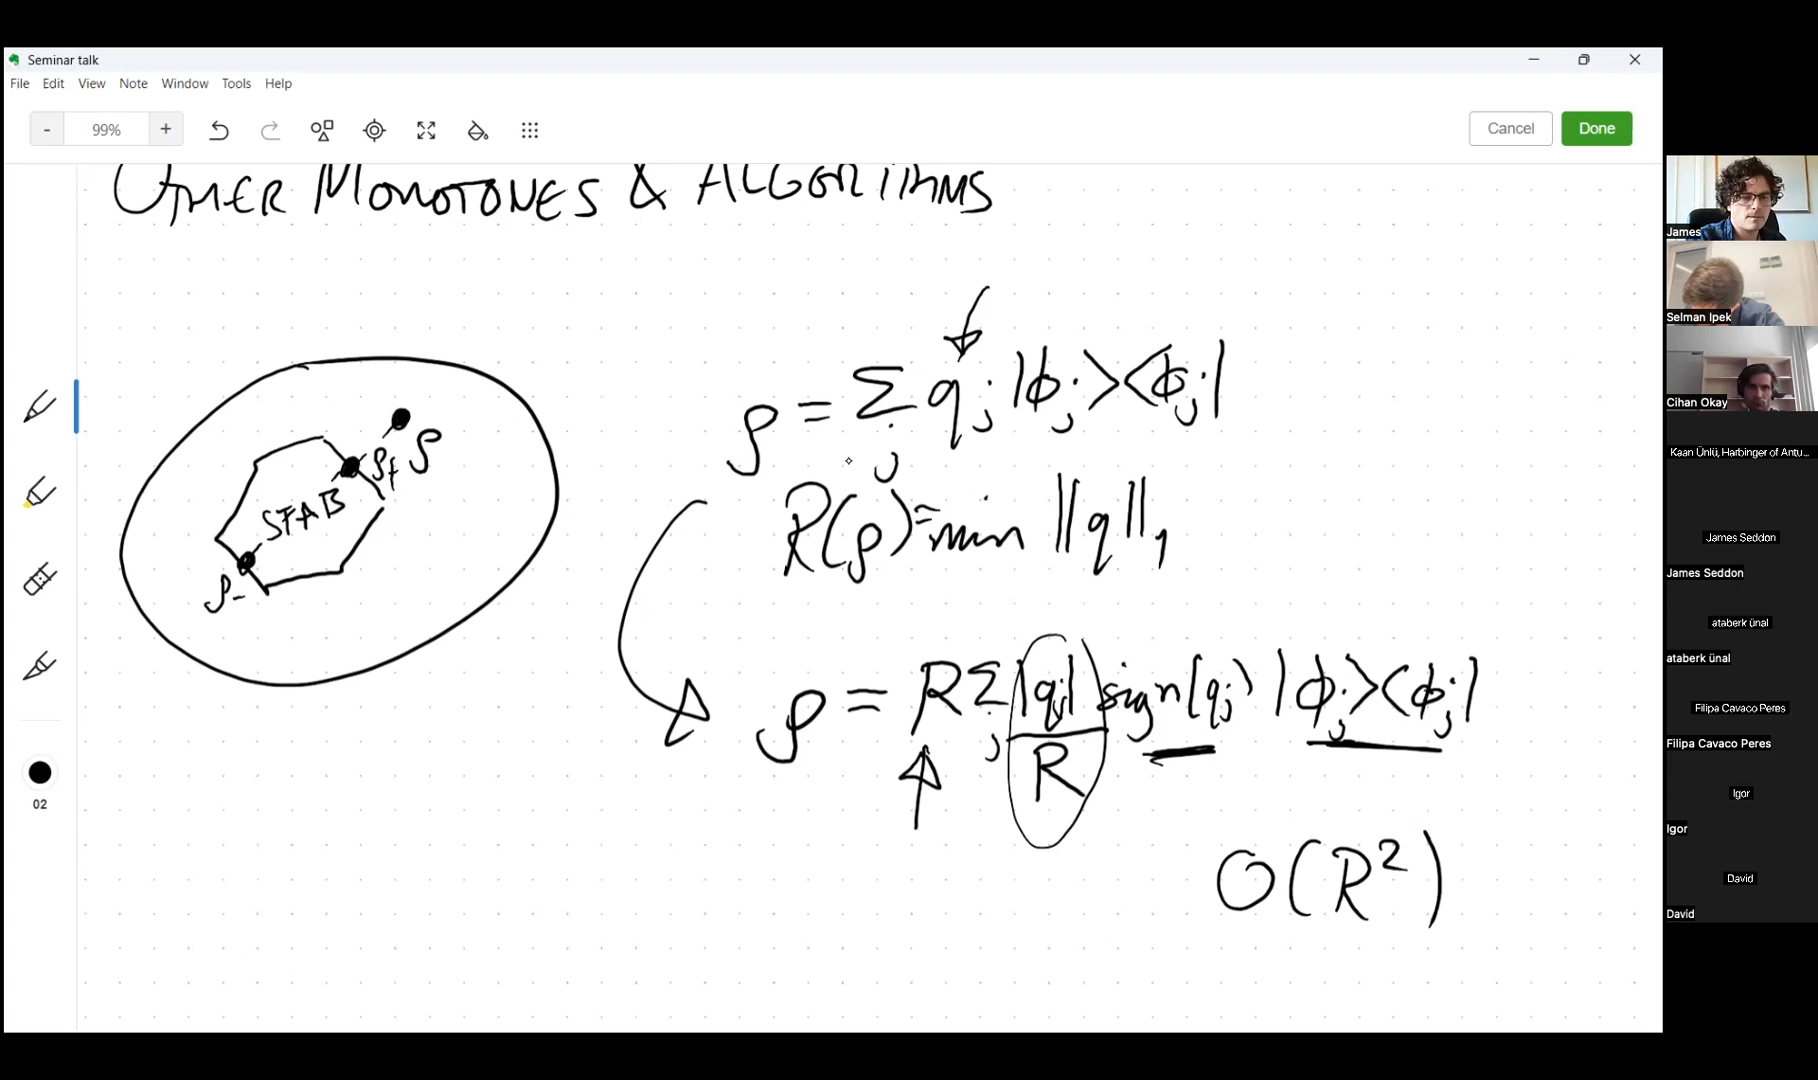 Seminar talk
File Edit View Note Window Tools Help
- 99% + Cancel Done
OTHER MONOTONES & ALGORITHMS
ρ = Σ_j q_j |ϕ_j><ϕ_j|
ρ
ρ+
STAB
ρ-
R(ρ) = min ||q||_1
ρ = R Σ_j |q_j|/R sign(q_j) |ϕ_j><ϕ_j|
O(R^2)
02
James
Selman Ipek
Cihan Okay
Kaan Ünlü, Harbinger of Antu...
James Seddon
James Seddon
ataberk ünal
ataberk ünal
Filipa Cavaco Peres
Filipa Cavaco Peres
Igor
Igor
David
David